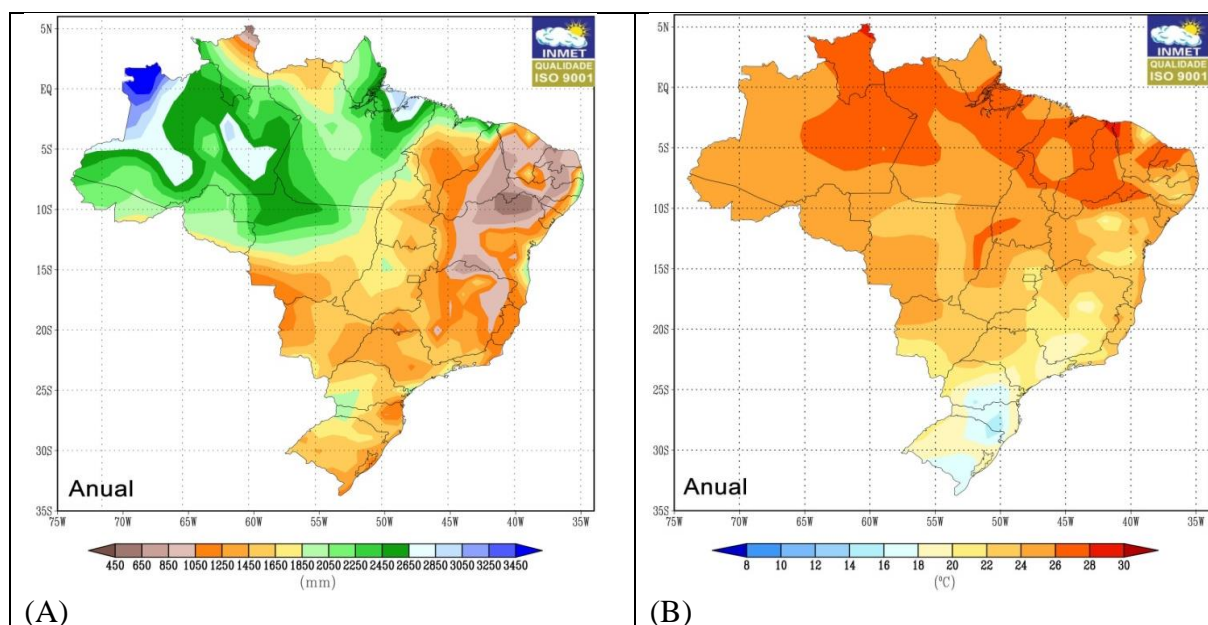 5N
EQ
5S
10S
15S
20S
25S
30S
35S
75W 70W 65W 60W 55W 50W 45W 40W 35W
INMET
QUALIDADE
ISO 9001
Anual
450 650 850 1050 1250 1450 1650 1850 2050 2250 2450 2650 2850 3050 3250 3450
(mm)
(A)
5N
EQ
5S
10S
15S
20S
25S
30S
35S
75W 70W 65W 60W 55W 50W 45W 40W 35W
INMET
QUALIDADE
ISO 9001
Anual
8 10 12 14 16 18 20 22 24 26 28 30
(ºC)
(B)